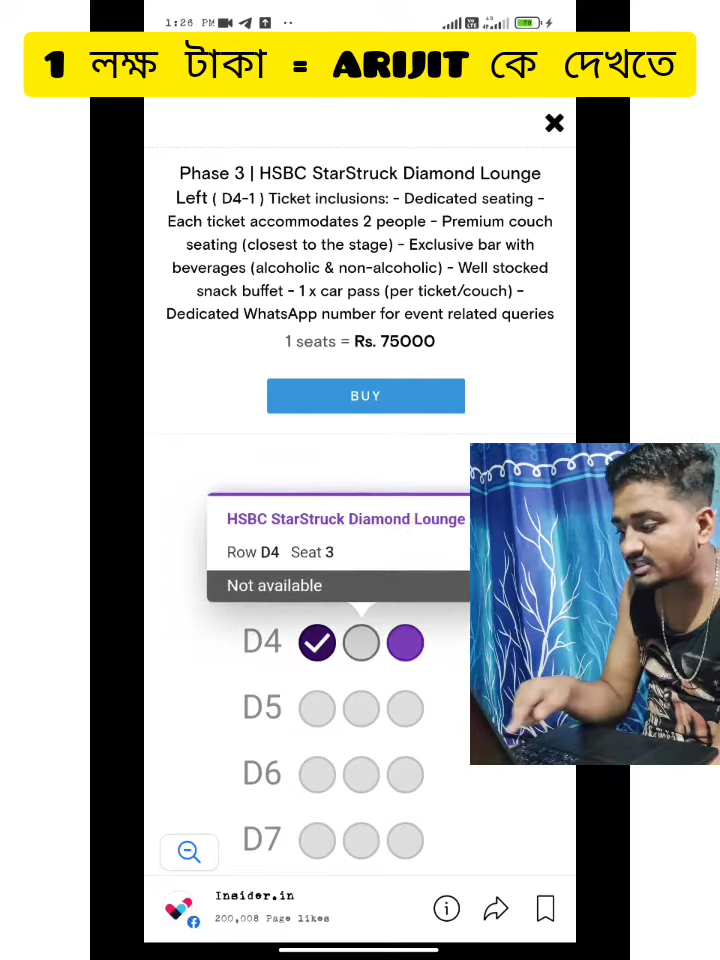 1:26 PM
1 লক্ষ টাকা = ARIJIT কে দেখতে
Phase 3 | HSBC StarStruck Diamond Lounge
Left ( D4-1 ) Ticket inclusions: - Dedicated seating -
Each ticket accommodates 2 people - Premium couch
seating (closest to the stage) - Exclusive bar with
beverages (alcoholic & non-alcoholic) - Well stocked
snack buffet - 1 x car pass (per ticket/couch) -
Dedicated WhatsApp number for event related queries
1 seats = Rs. 75000
BUY
HSBC StarStruck Diamond Lounge
Row D4 Seat 3
Not available
D4
D5
D6
D7
Insider.in
200,008 Page likes